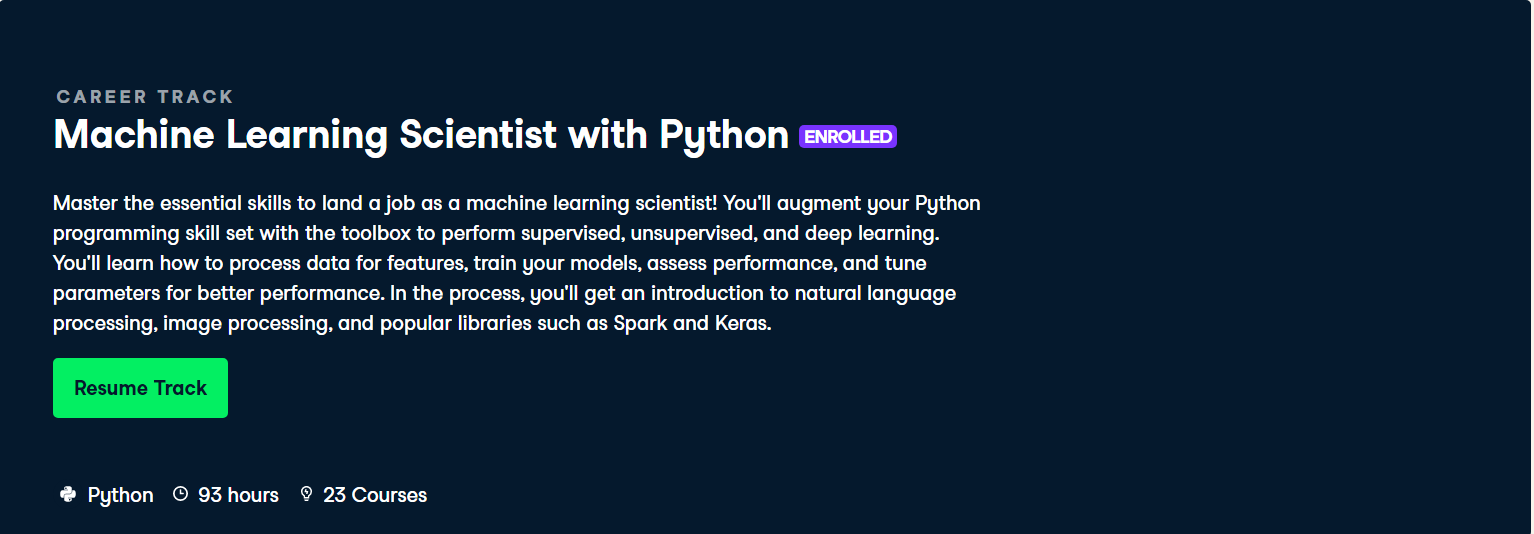 CAREER TRACK
Machine Learning Scientist with Python ENROLLED
Master the essential skills to land a job as a machine learning scientist! You'll augment your Python
programming skill set with the toolbox to perform supervised, unsupervised, and deep learning.
You'll learn how to process data for features, train your models, assess performance, and tune
parameters for better performance. In the process, you'll get an introduction to natural language
processing, image processing, and popular libraries such as Spark and Keras.
Resume Track
Python 93 hours 23 Courses